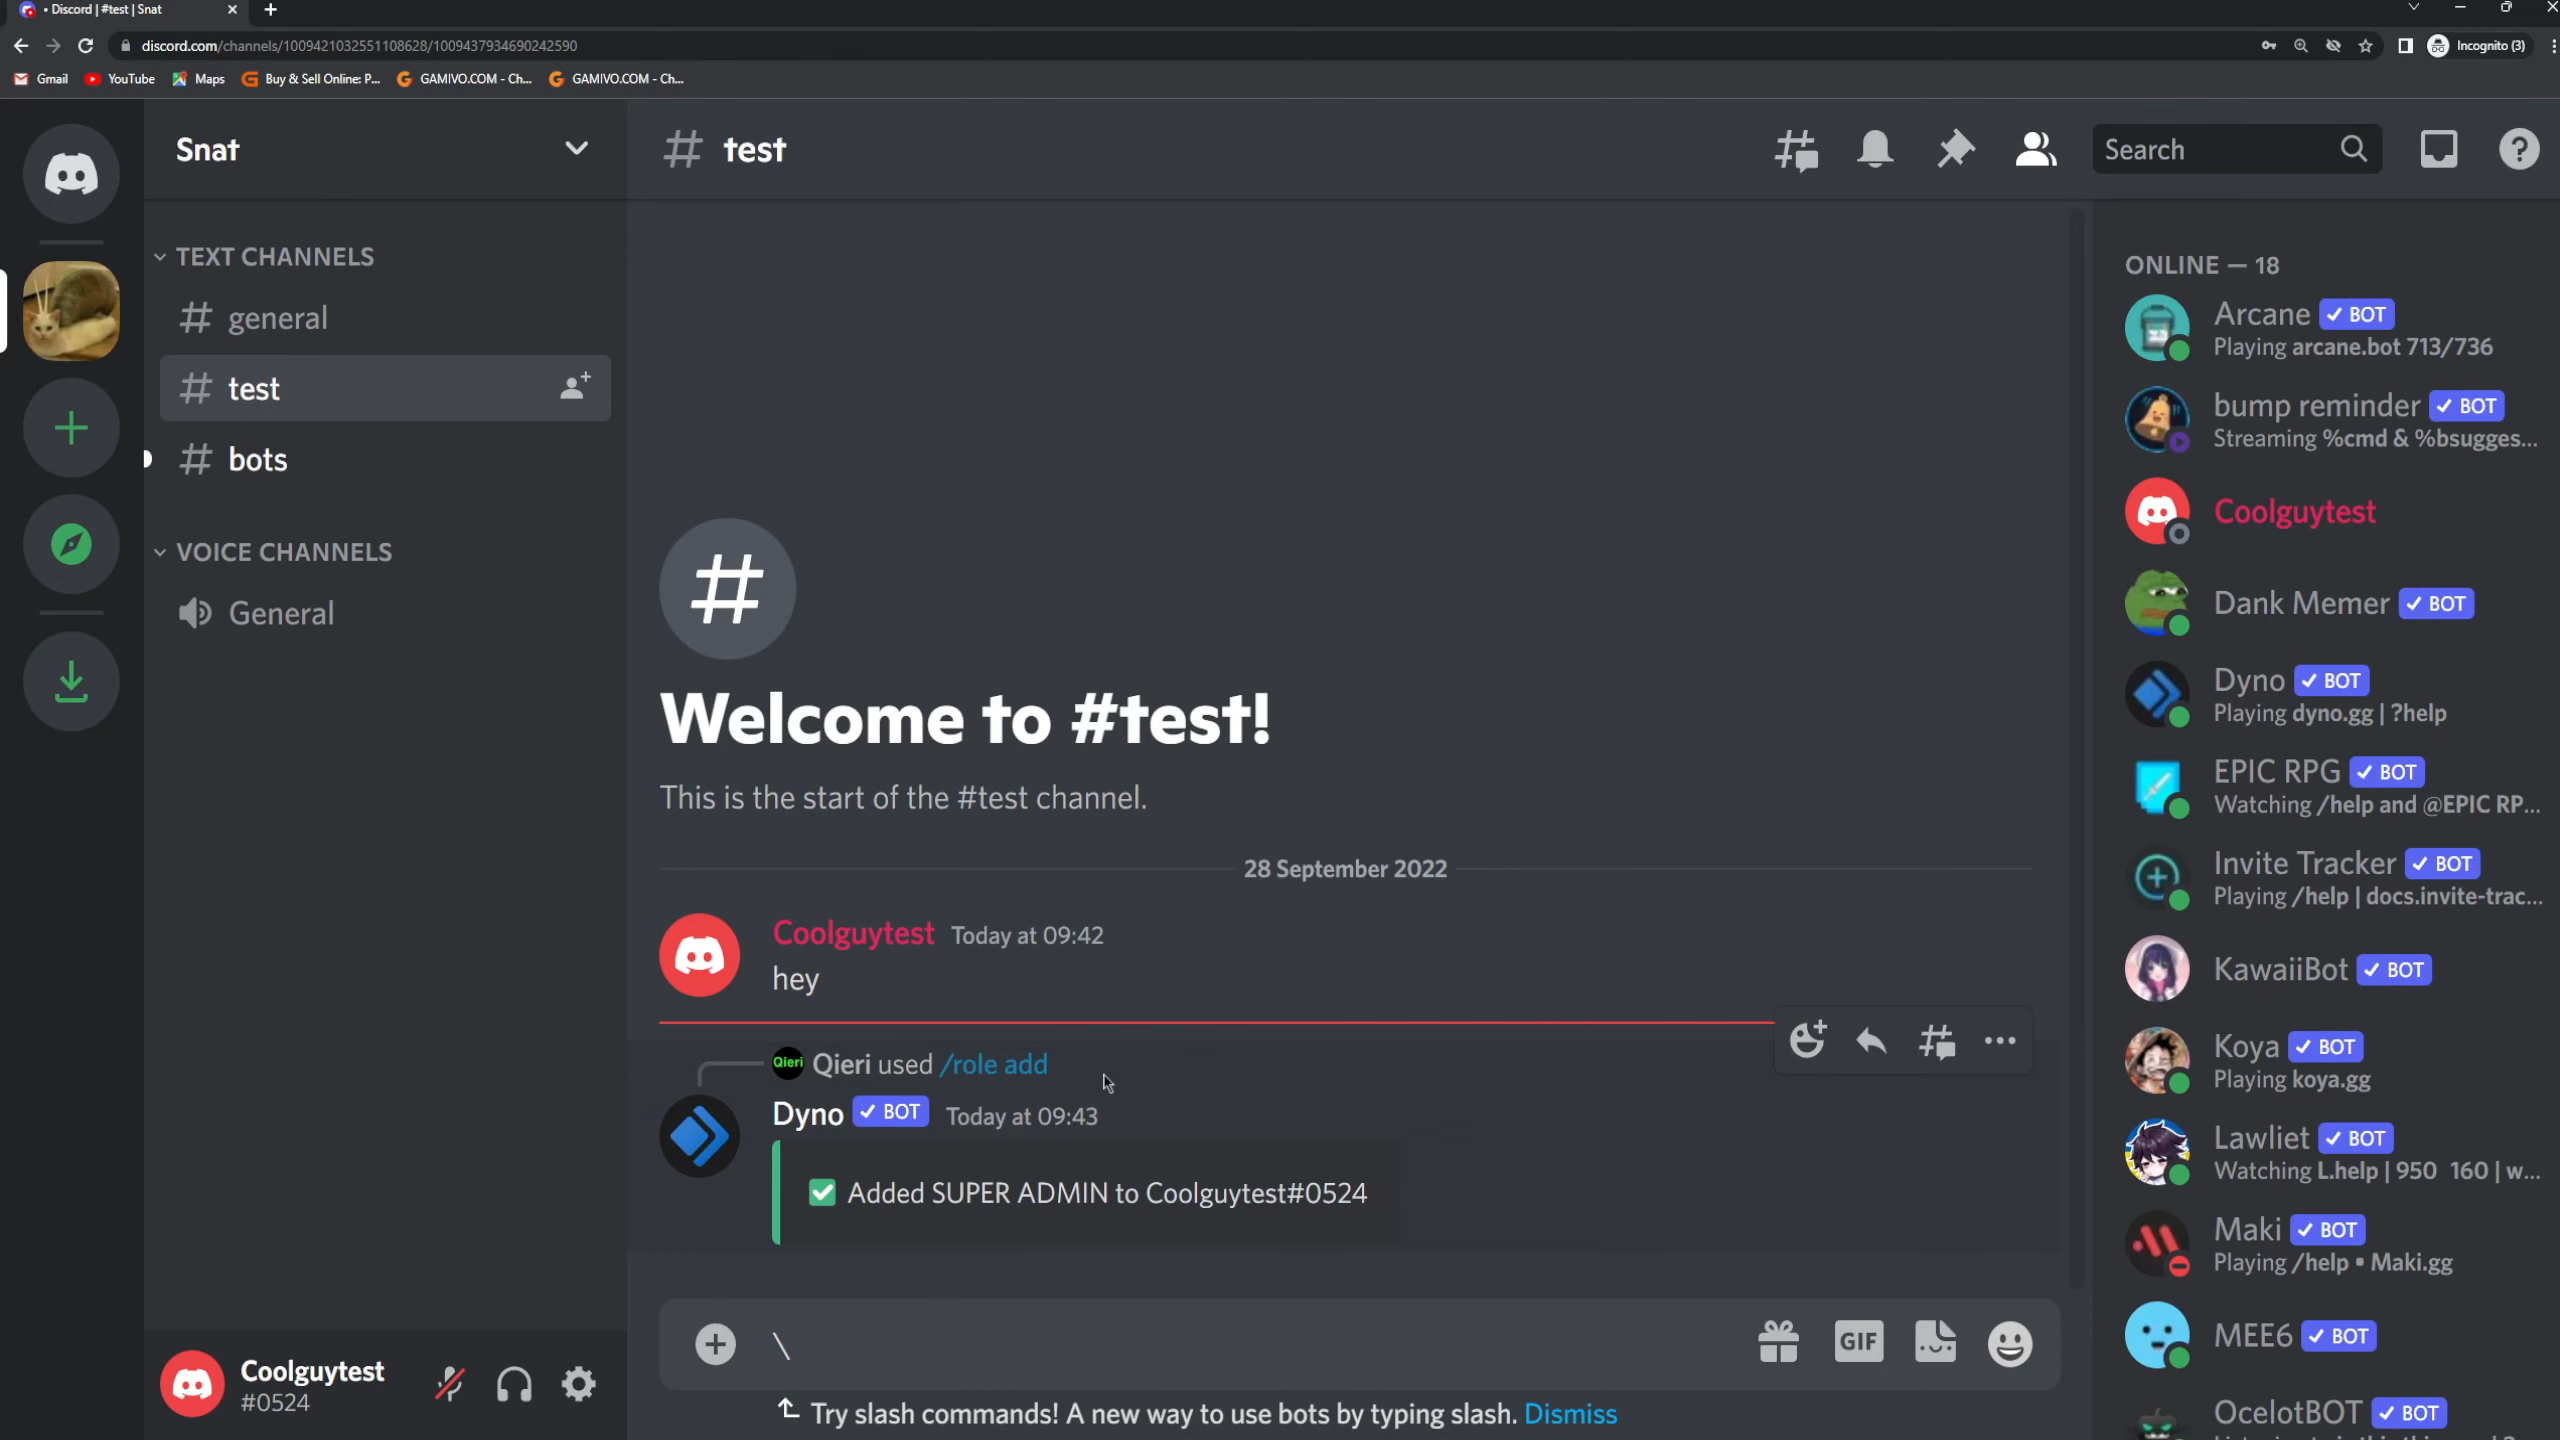 • Discord | #test | Snat
discord.com/channels/1009421032551108628/1009437934690242590
Incognito (3)
Gmail
YouTube
Maps
Buy & Sell Online: P...
GAMIVO.COM - Ch...
GAMIVO.COM - Ch...
Snat
TEXT CHANNELS
# general
# test
# bots
VOICE CHANNELS
General
Coolguytest
#0524
# test
Search
#
Welcome to #test!
This is the start of the #test channel.
28 September 2022
Coolguytest Today at 09:42
hey
Qieri Qieri used /role add
Dyno ✓ BOT Today at 09:43
✅ Added SUPER ADMIN to Coolguytest#0524
\
GIF
Try slash commands! A new way to use bots by typing slash. Dismiss
ONLINE — 18
Arcane ✓ BOT
Playing arcane.bot 713/736
bump reminder ✓ BOT
Streaming %cmd & %bsugges...
Coolguytest
Dank Memer ✓ BOT
Dyno ✓ BOT
Playing dyno.gg | ?help
EPIC RPG ✓ BOT
Watching /help and @EPIC RP...
Invite Tracker ✓ BOT
Playing /help | docs.invite-trac...
KawaiiBot ✓ BOT
Koya ✓ BOT
Playing koya.gg
Lawliet ✓ BOT
Watching L.help | 950 160 | w...
Maki ✓ BOT
Playing /help • Maki.gg
MEE6 ✓ BOT
OcelotBOT ✓ BOT